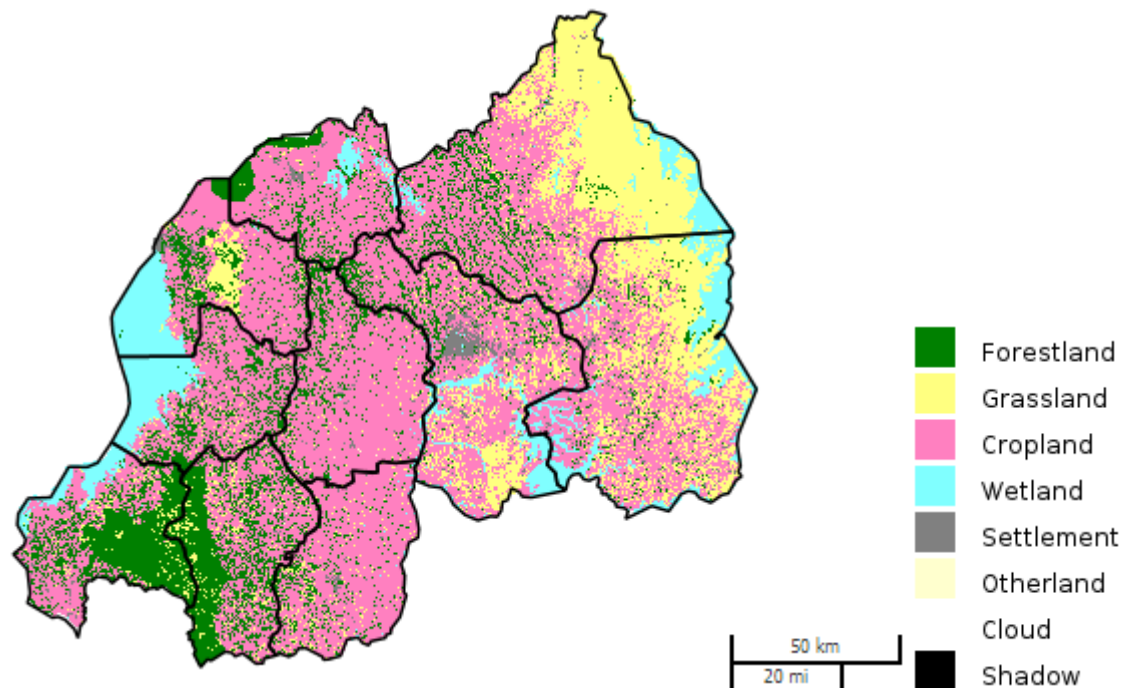 Forestland
Grassland
Cropland
Wetland
Settlement
Otherland
Cloud
Shadow
50 km
20 mi